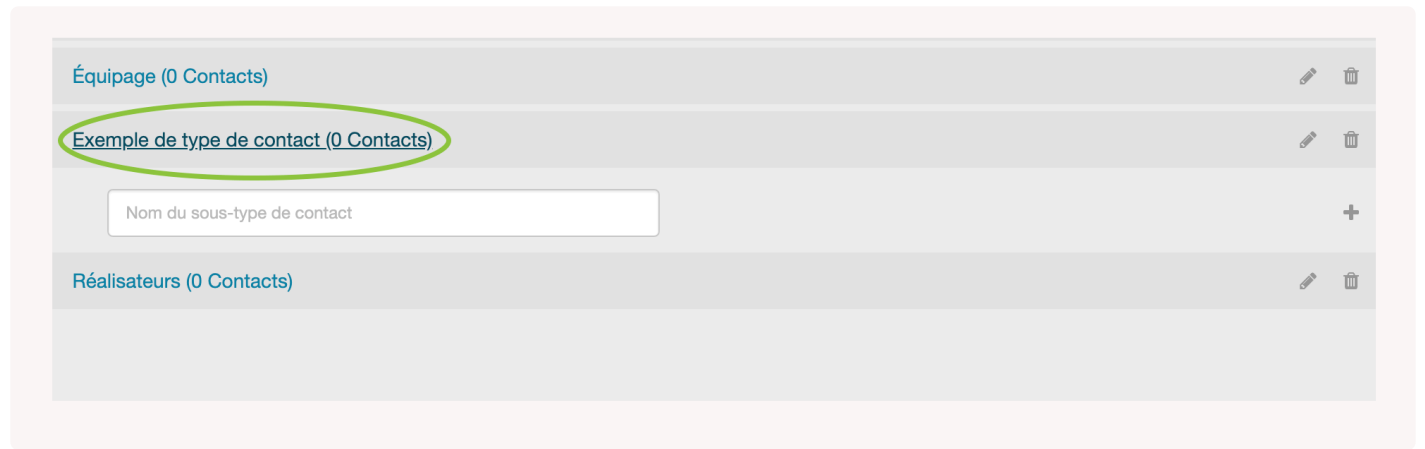 Équipage (0 Contacts)
Exemple de type de contact (0 Contacts)
Nom du sous-type de contact
Réalisateurs (0 Contacts)